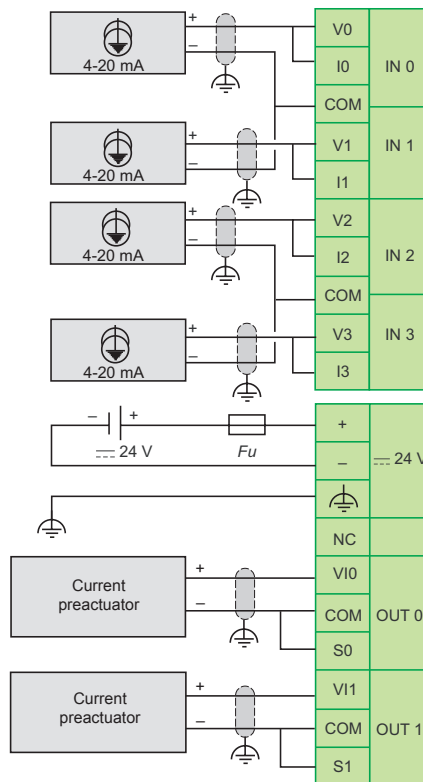 + V0
4-20 mA – I0 IN 0
COM
+ V1 IN 1
4-20 mA – I1
+ V2
4-20 mA – I2 IN 2
COM
+ V3 IN 3
4-20 mA – I3
– + +
24 V Fu – 24 V
NC
+ VI0
Current preactuator – COM OUT 0
S0
+ VI1
Current preactuator – COM OUT 1
S1